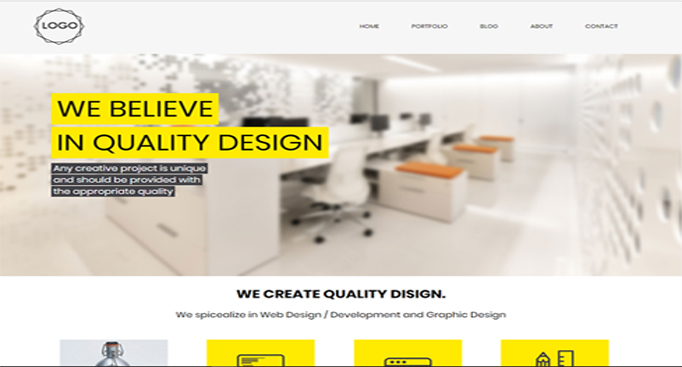 LOGO
HOME PORTFOLIO BLOG ABOUT CONTACT
WE BELIEVE
IN QUALITY DESIGN
Any creative project is unique
and should be provided with
the appropriate quality
WE CREATE QUALITY DISIGN.
We spicealize in Web Design / Development and Graphic Design